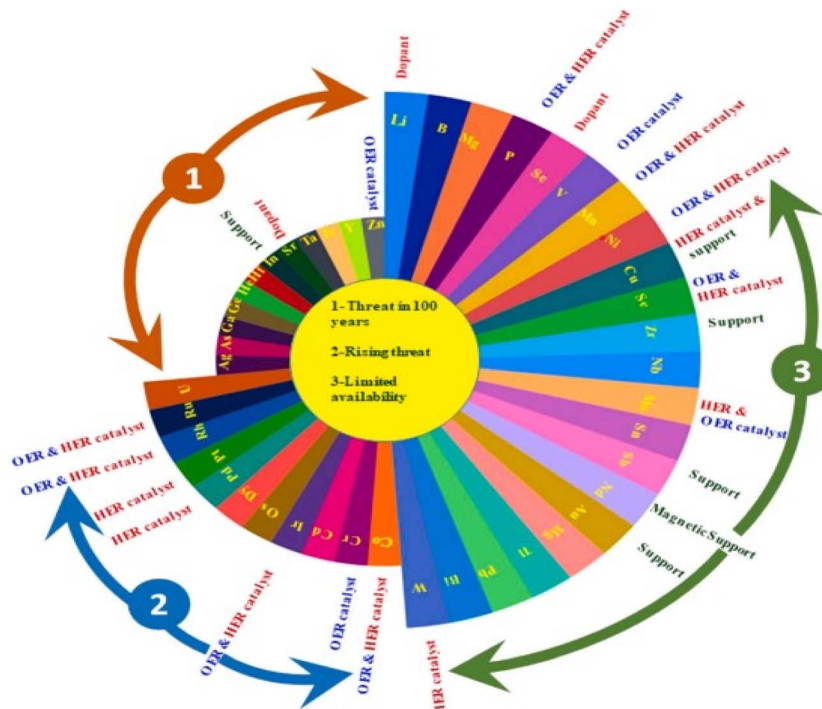 1
2
3
1- Threat in 100
years
2-Rising threat
3-Limited
availability
Dopant
OER & HER catalyst
Dopant
OER catalyst
OER & HER catalyst
OER & HER catalyst
HER catalyst &
support
OER &
HER catalyst
Support
HER &
OER catalyst
Support
Magnetic Support
Support
HER catalyst
OER & HER catalyst
OER catalyst
OER & HER catalyst
HER catalyst
HER catalyst
OER & HER catalyst
OER & HER catalyst
Support
Dopant
OER catalyst
Li
B
Mg
P
Se
V
Mn
Ni
Cu
Zr
Nb
Mo
Sn
Sb
Nd
Au
Hg
Tl
Pb
Bi
W
Co
Cr
Cd
Ir
Os
Dy
Pd
Pt
Rh
Ru
U
Ag
As
Ga
Ge
He
Hf
In
Sr
Ta
Y
Zn